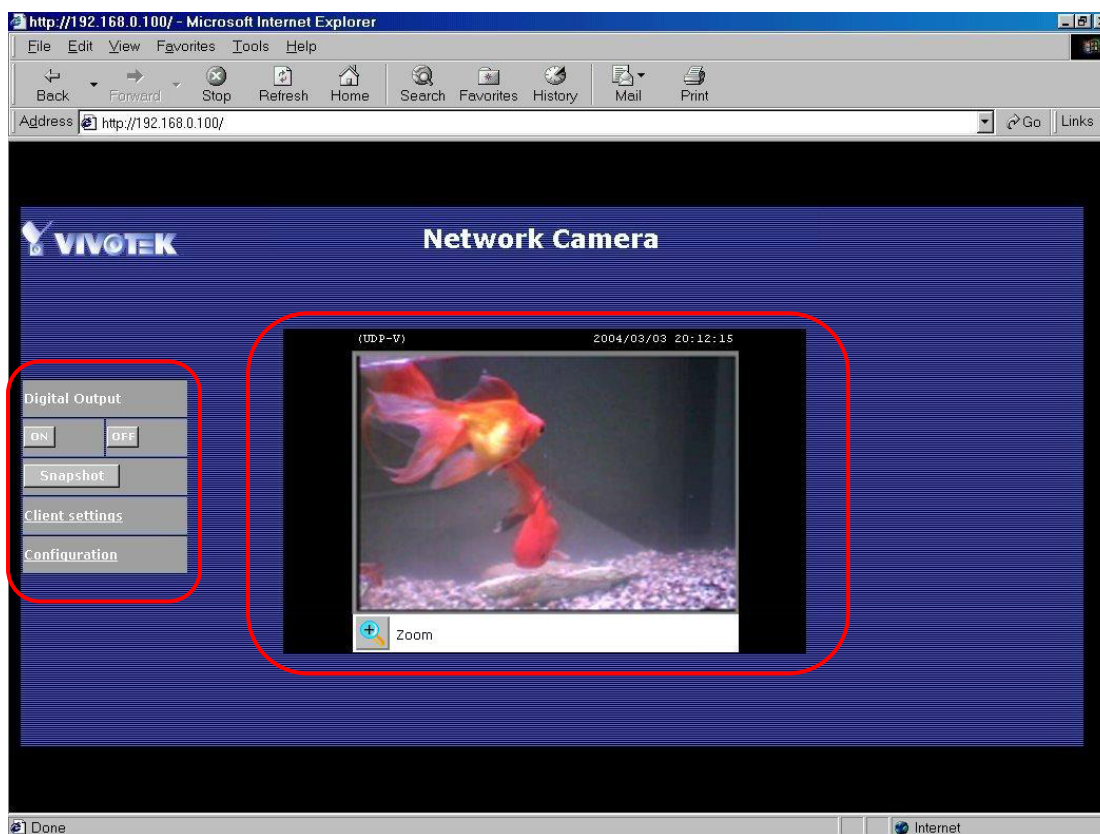 http://192.168.0.100/ - Microsoft Internet Explorer
File Edit View Favorites Tools Help
Back Forward Stop Refresh Home Search Favorites History Mail Print
Address http://192.168.0.100/ Go Links
VIVOTEK
Network Camera
(UDP-V) 2004/03/03 20:12:15
Digital Output
ON OFF
Snapshot
Client settings
Configuration
Zoom
Done Internet